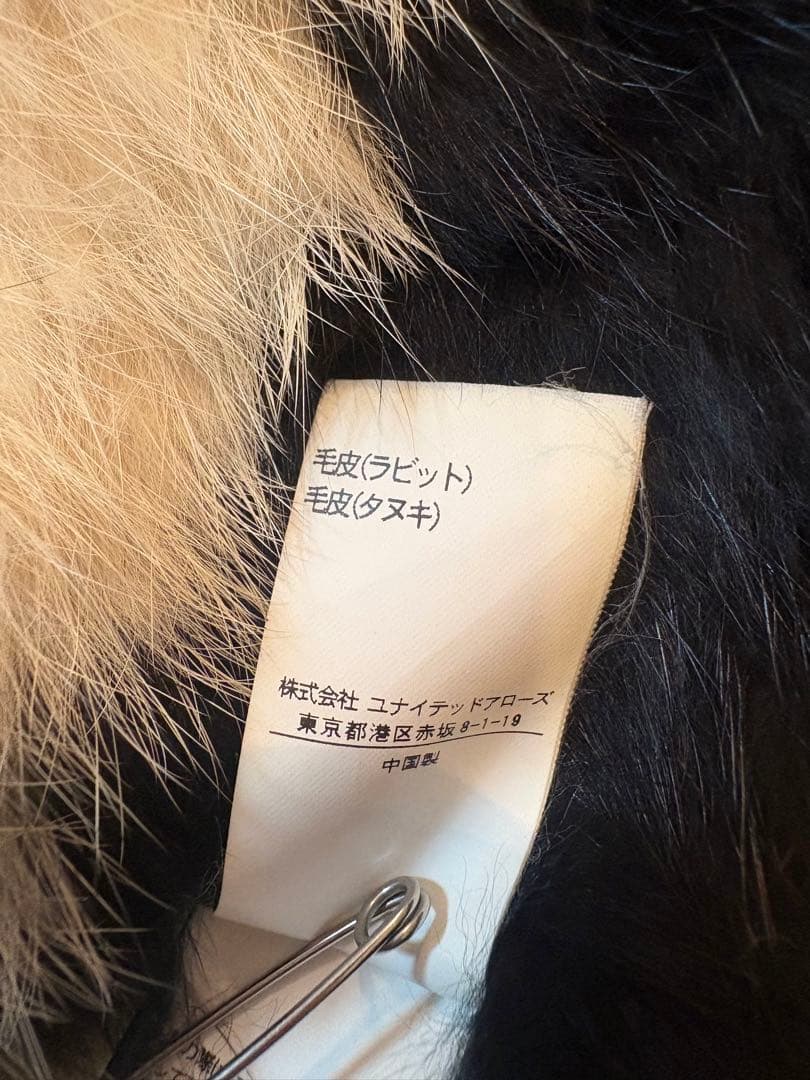 毛皮(ラビット)
毛皮(タヌキ)
株式会社 ユナイテッドアローズ
東京都港区赤坂8-1-19
中国製